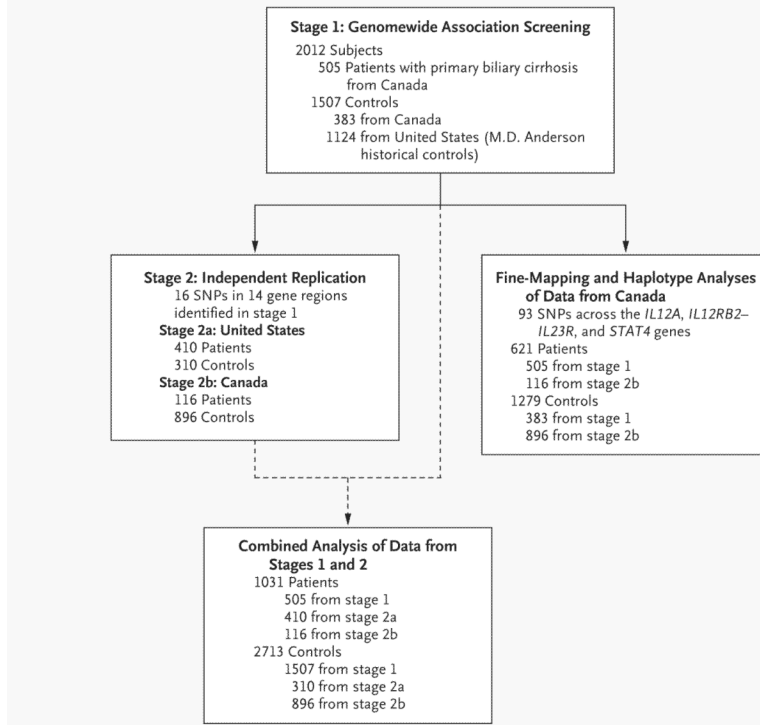 Stage 1: Genomewide Association Screening
2012 Subjects
505 Patients with primary biliary cirrhosis
from Canada
1507 Controls
383 from Canada
1124 from United States (M.D. Anderson
historical controls)
Stage 2: Independent Replication
16 SNPs in 14 gene regions
identified in stage 1
Stage 2a: United States
410 Patients
310 Controls
Stage 2b: Canada
116 Patients
896 Controls
Fine-Mapping and Haplotype Analyses
of Data from Canada
93 SNPs across the IL12A, IL12RB2–
IL23R, and STAT4 genes
621 Patients
505 from stage 1
116 from stage 2b
1279 Controls
383 from stage 1
896 from stage 2b
Combined Analysis of Data from
Stages 1 and 2
1031 Patients
505 from stage 1
410 from stage 2a
116 from stage 2b
2713 Controls
1507 from stage 1
310 from stage 2a
896 from stage 2b